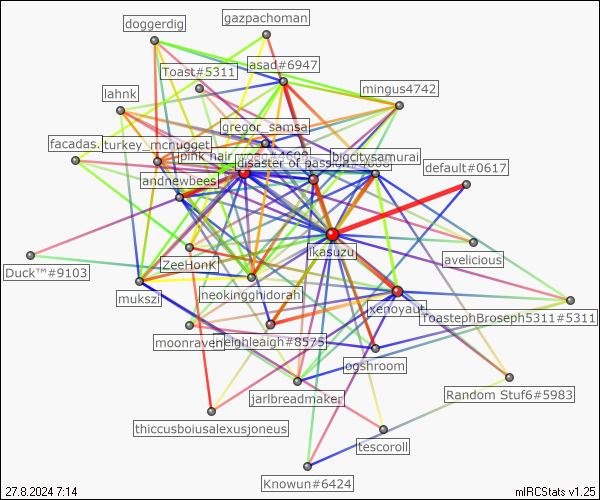 gazpachoman
doggerdig
asad#6947
Toast#5311
mingus4742
lahnk
gregor_samsa
facadas.
turkey_mcnugget
pink hair
disaster of passion#4000
bigcitysamurai
default#0617
andnewbees
ikasuzu
avelicious
ZeeHonk
Duck™#9103
mukszi
neokingghidorah
xenoyaut
ToastephBroseph5311#5311
moonraven
neighleigh#8575
ogshroom
jarlbreadmaker
Random Stuf6#5983
thiccusboiusalexusjoneus
tescoroll
Knowun#6424
27.8.2024 7:14
mIRCStats v1.25